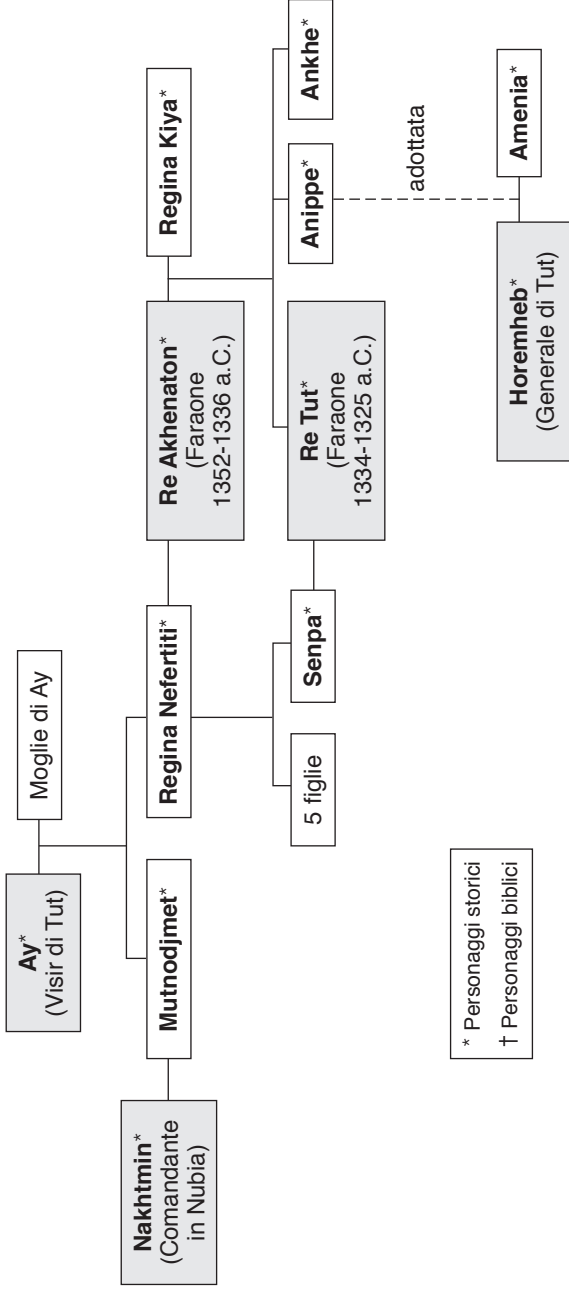 Ay*
(Visir di Tut)
Moglie di Ay
Nakhtmin*
(Comandante
in Nubia)
Mutnodjmet*
Regina Nefertiti*
Re Akhenaton*
(Faraone
1352-1336 a.C.)
Regina Kiya*
5 figlie
Senpa*
Re Tut*
(Faraone
1334-1325 a.C.)
Anippe*
Ankhe*
adottata
Horemheb*
(Generale di Tut)
Amenia*
* Personaggi storici
† Personaggi biblici